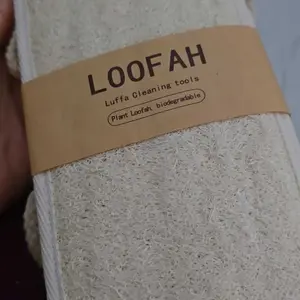 LOOFAH
Luffa Cleaning tools
Plant Loofah, biodegradable